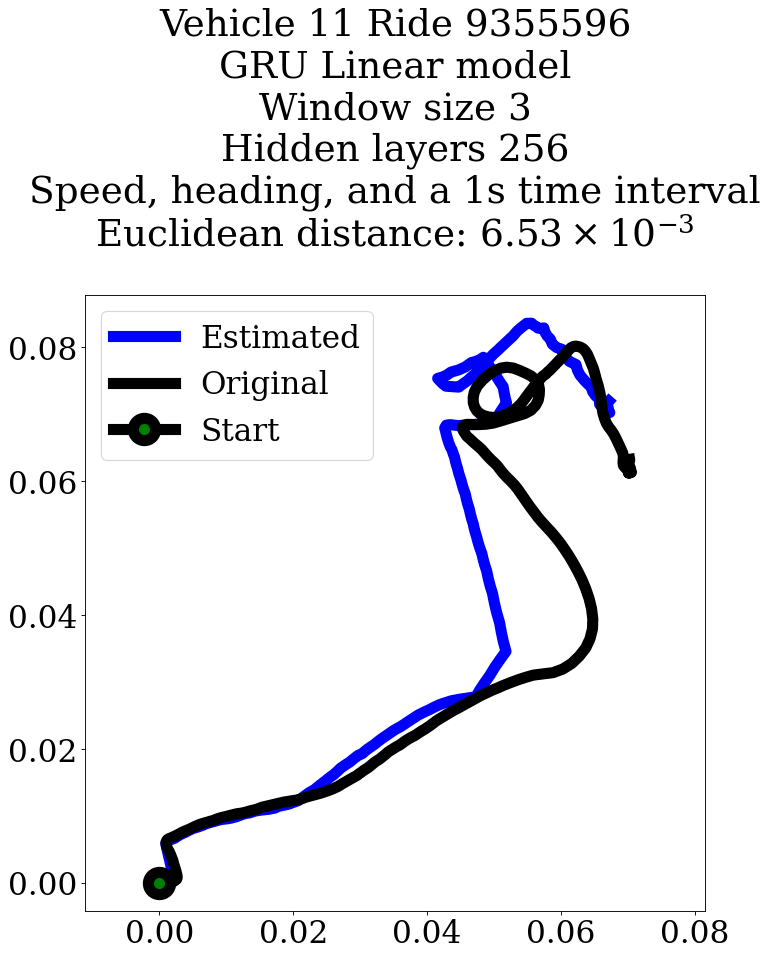 Vehicle 11 Ride 9355596
GRU Linear model
Window size 3
Hidden layers 256
Speed, heading, and a 1s time interval
Euclidean distance: 6.53 × 10⁻³
Estimated
Original
Start
0.08
0.06
0.04
0.02
0.00
0.00 0.02 0.04 0.06 0.08